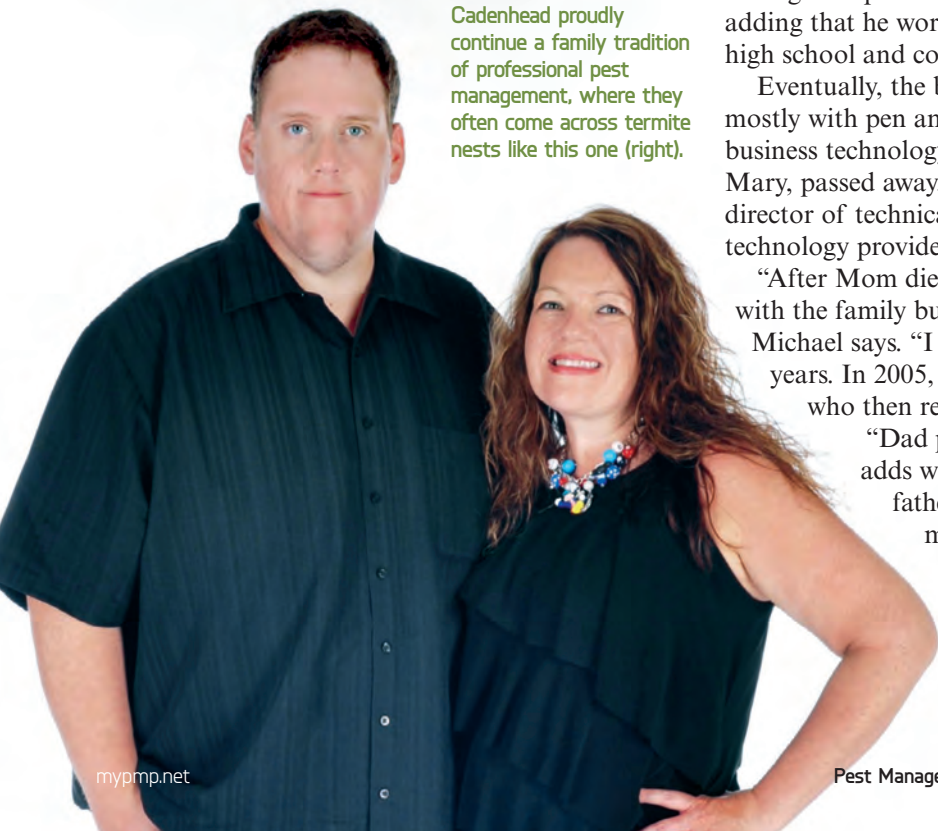 Cadenhead proudly
continue a family tradition
of professional pest
management, where they
often come across termite
nests like this one (right).
adding that he wor
high school and co
Eventually, the b
mostly with pen an
business technology
Mary, passed away,
director of technica
technology provide
“After Mom die
with the family bu
Michael says. “I
years. In 2005,
who then re
“Dad p
adds w
fath
m
mypmp.net
Pest Manage